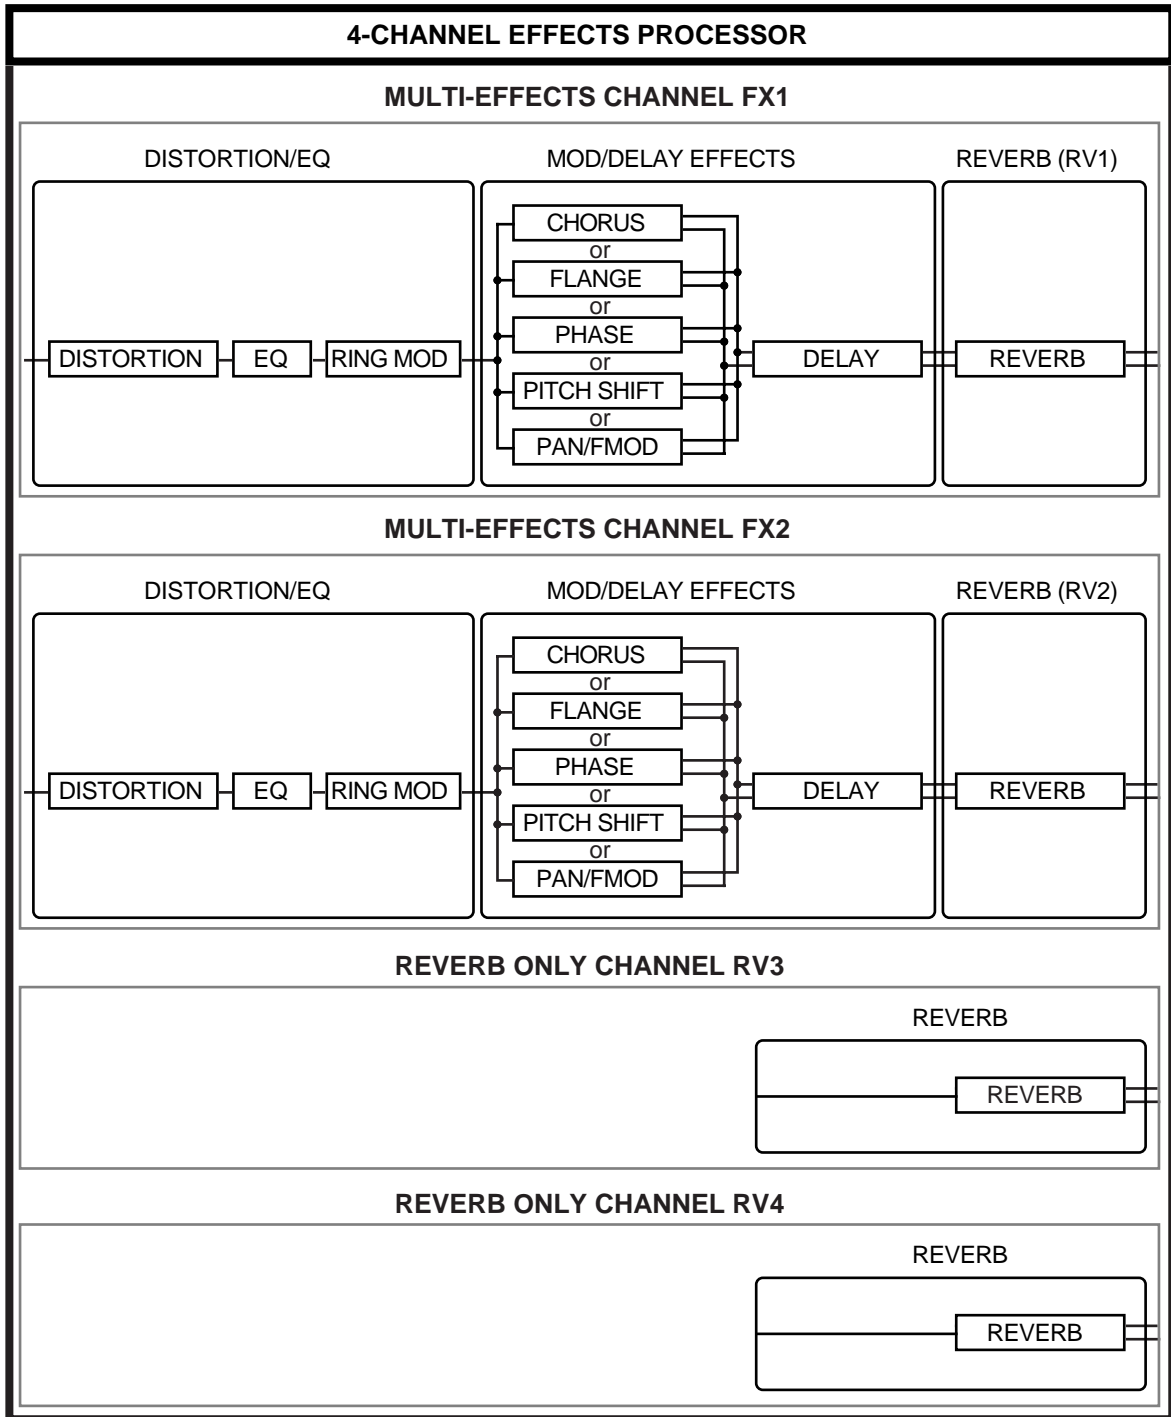 4-CHANNEL EFFECTS PROCESSOR
MULTI-EFFECTS CHANNEL FX1
DISTORTION/EQ
MOD/DELAY EFFECTS
REVERB (RV1)
DISTORTION
EQ
RING MOD
CHORUS
or
FLANGE
or
PHASE
or
PITCH SHIFT
or
PAN/FMOD
DELAY
REVERB
MULTI-EFFECTS CHANNEL FX2
DISTORTION/EQ
MOD/DELAY EFFECTS
REVERB (RV2)
DISTORTION
EQ
RING MOD
CHORUS
or
FLANGE
or
PHASE
or
PITCH SHIFT
or
PAN/FMOD
DELAY
REVERB
REVERB ONLY CHANNEL RV3
REVERB
REVERB
REVERB ONLY CHANNEL RV4
REVERB
REVERB